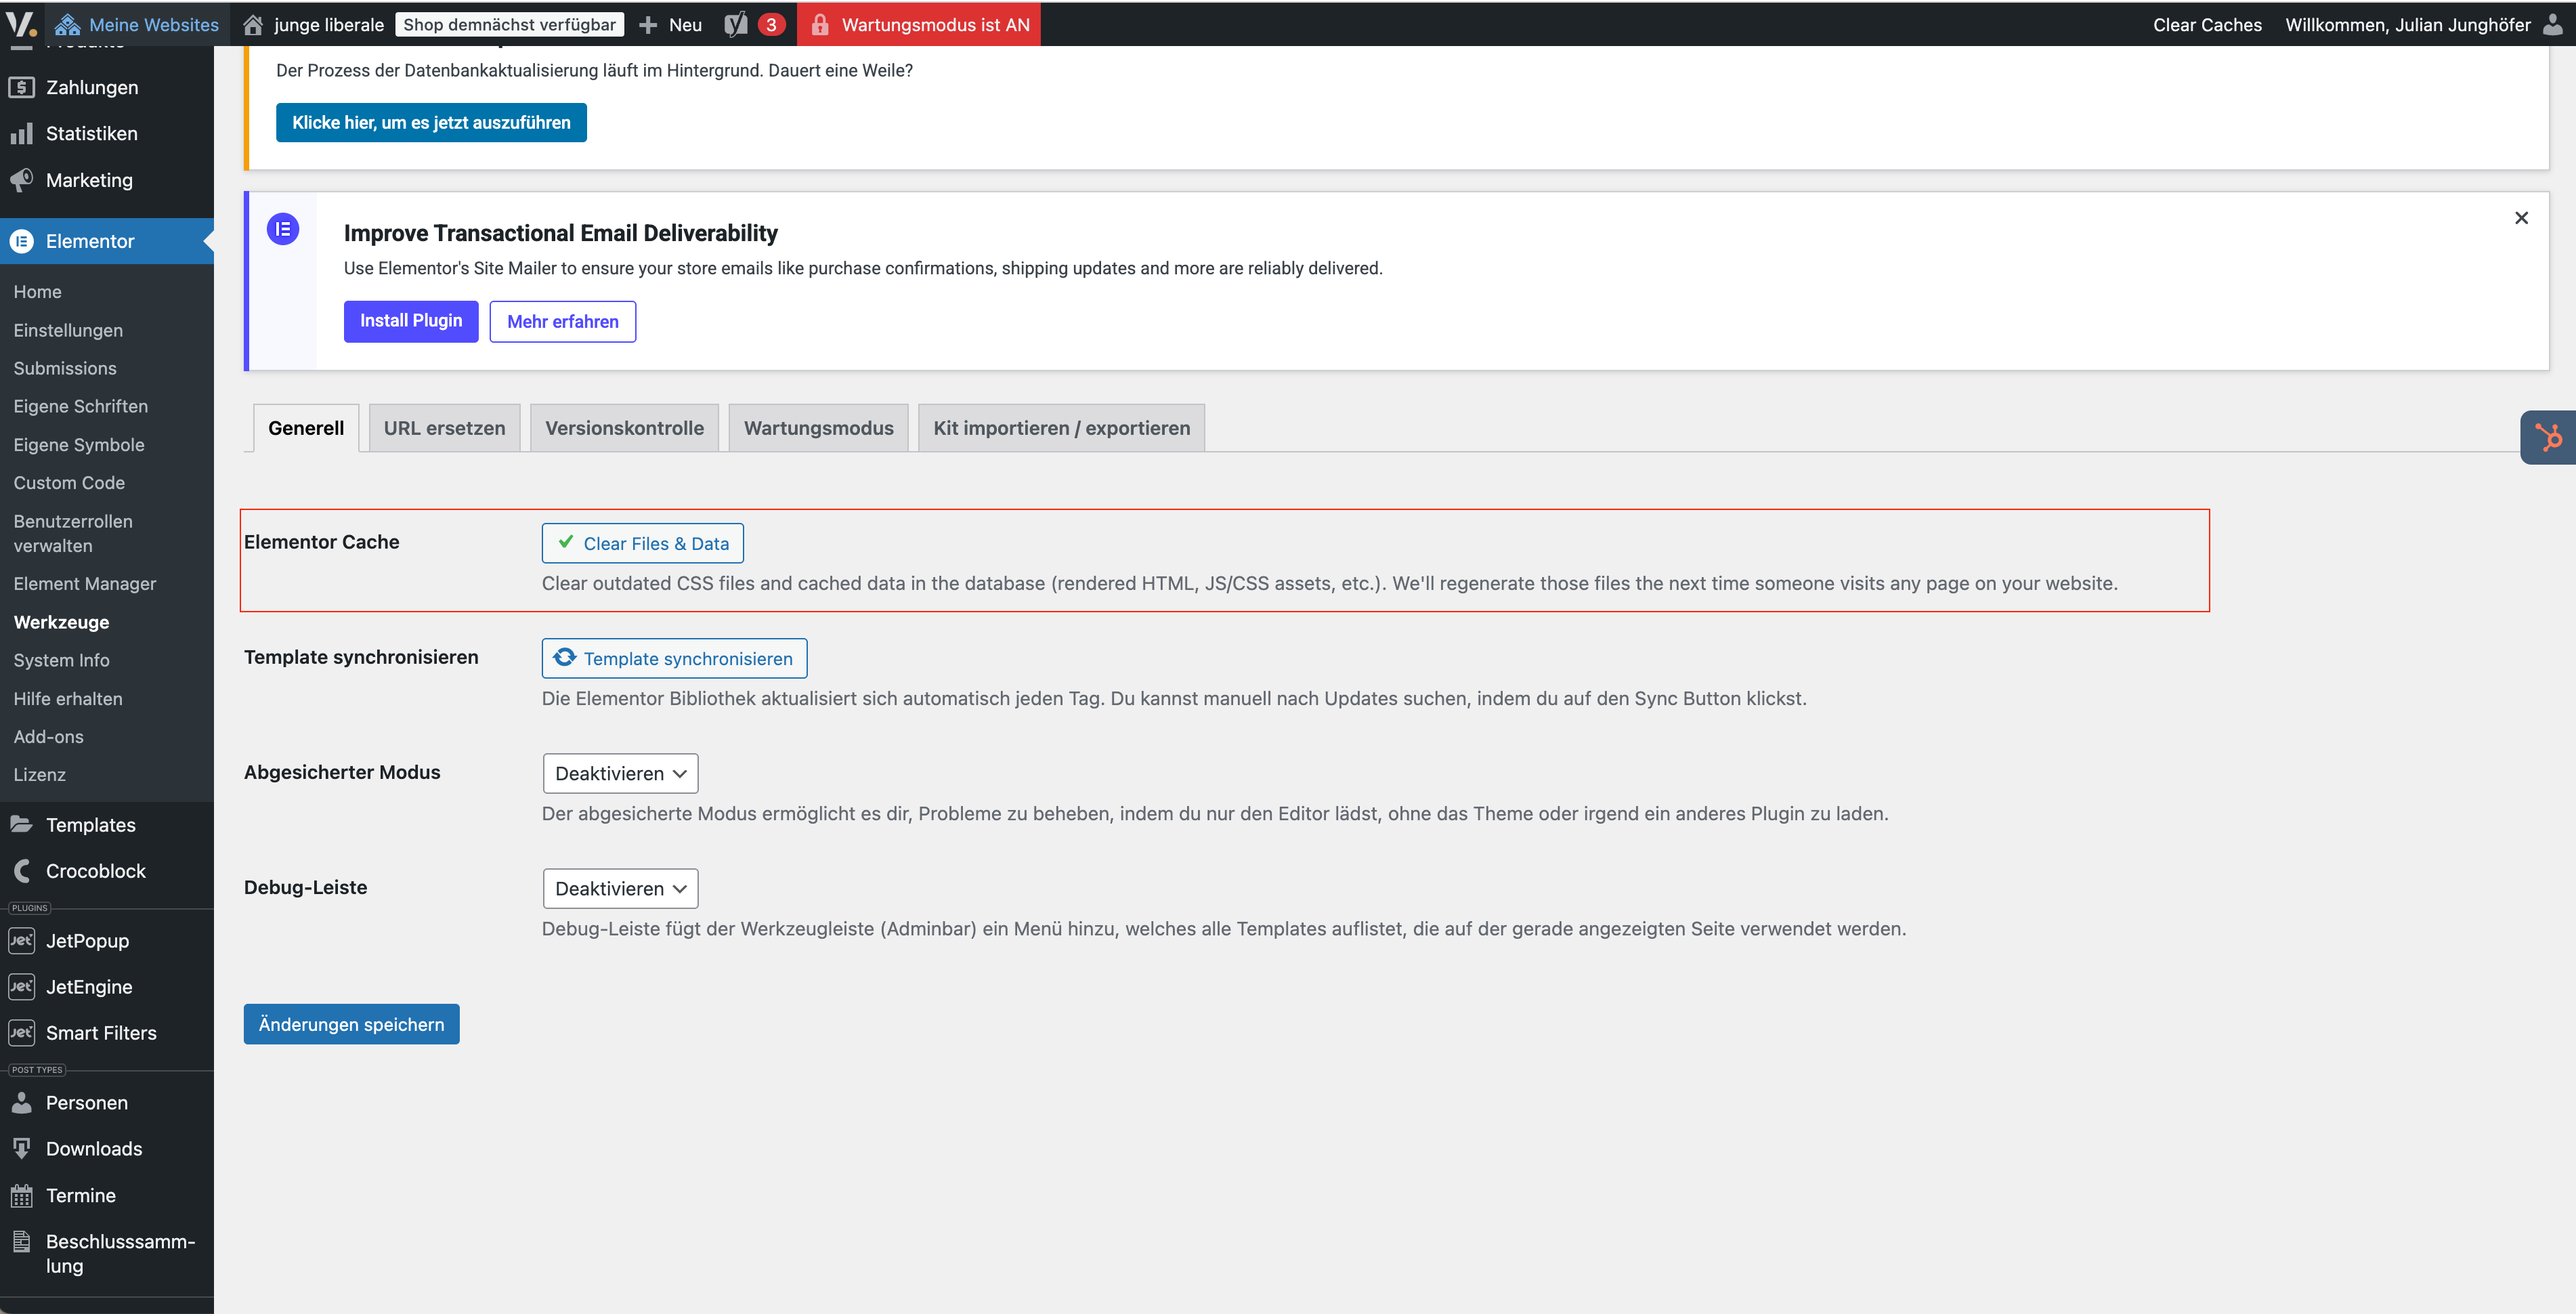 Meine Websites
junge liberale
Shop demnächst verfügbar
Neu
3
Wartungsmodus ist AN
Clear Caches
Willkommen, Julian Junghöfer
Zahlungen
Statistiken
Marketing
Elementor
Home
Einstellungen
Submissions
Eigene Schriften
Eigene Symbole
Custom Code
Benutzerrollen
verwalten
Element Manager
Werkzeuge
System Info
Hilfe erhalten
Add-ons
Lizenz
Templates
Crocoblock
PLUGINS
Jet JetPopup
Jet JetEngine
Jet Smart Filters
POST TYPES
Personen
Downloads
Termine
Beschlusssamm-
lung
Der Prozess der Datenbankaktualisierung läuft im Hintergrund. Dauert eine Weile?
Klicke hier, um es jetzt auszuführen
Improve Transactional Email Deliverability
Use Elementor's Site Mailer to ensure your store emails like purchase confirmations, shipping updates and more are reliably delivered.
Install Plugin
Mehr erfahren
Generell
URL ersetzen
Versionskontrolle
Wartungsmodus
Kit importieren / exportieren
Elementor Cache
Clear Files & Data
Clear outdated CSS files and cached data in the database (rendered HTML, JS/CSS assets, etc.). We'll regenerate those files the next time someone visits any page on your website.
Template synchronisieren
Template synchronisieren
Die Elementor Bibliothek aktualisiert sich automatisch jeden Tag. Du kannst manuell nach Updates suchen, indem du auf den Sync Button klickst.
Abgesicherter Modus
Deaktivieren
Der abgesicherte Modus ermöglicht es dir, Probleme zu beheben, indem du nur den Editor lädst, ohne das Theme oder irgend ein anderes Plugin zu laden.
Debug-Leiste
Deaktivieren
Debug-Leiste fügt der Werkzeugleiste (Adminbar) ein Menü hinzu, welches alle Templates auflistet, die auf der gerade angezeigten Seite verwendet werden.
Änderungen speichern